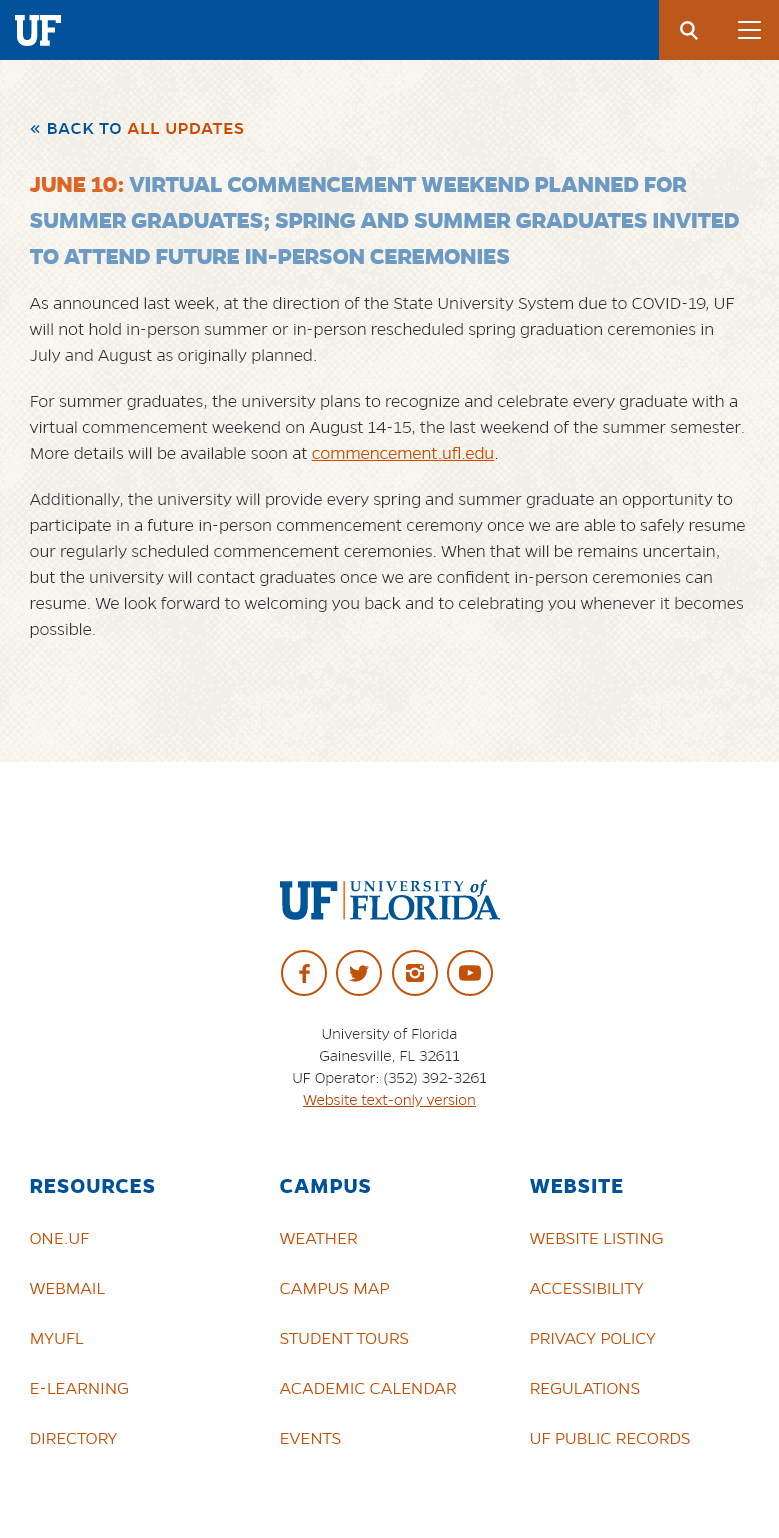 UF
« BACK TO ALL UPDATES
JUNE 10: VIRTUAL COMMENCEMENT WEEKEND PLANNED FOR
SUMMER GRADUATES; SPRING AND SUMMER GRADUATES INVITED
TO ATTEND FUTURE IN-PERSON CEREMONIES
As announced last week, at the direction of the State University System due to COVID-19, UF
will not hold in-person summer or in-person rescheduled spring graduation ceremonies in
July and August as originally planned.
For summer graduates, the university plans to recognize and celebrate every graduate with a
virtual commencement weekend on August 14-15, the last weekend of the summer semester.
More details will be available soon at commencement.ufl.edu.
Additionally, the university will provide every spring and summer graduate an opportunity to
participate in a future in-person commencement ceremony once we are able to safely resume
our regularly scheduled commencement ceremonies. When that will be remains uncertain,
but the university will contact graduates once we are confident in-person ceremonies can
resume. We look forward to welcoming you back and to celebrating you whenever it becomes
possible.
UF UNIVERSITY of
FLORIDA
University of Florida
Gainesville, FL 32611
UF Operator: (352) 392-3261
Website text-only version
RESOURCES
ONE.UF
WEBMAIL
MYUFL
E-LEARNING
DIRECTORY
CAMPUS
WEATHER
CAMPUS MAP
STUDENT TOURS
ACADEMIC CALENDAR
EVENTS
WEBSITE
WEBSITE LISTING
ACCESSIBILITY
PRIVACY POLICY
REGULATIONS
UF PUBLIC RECORDS